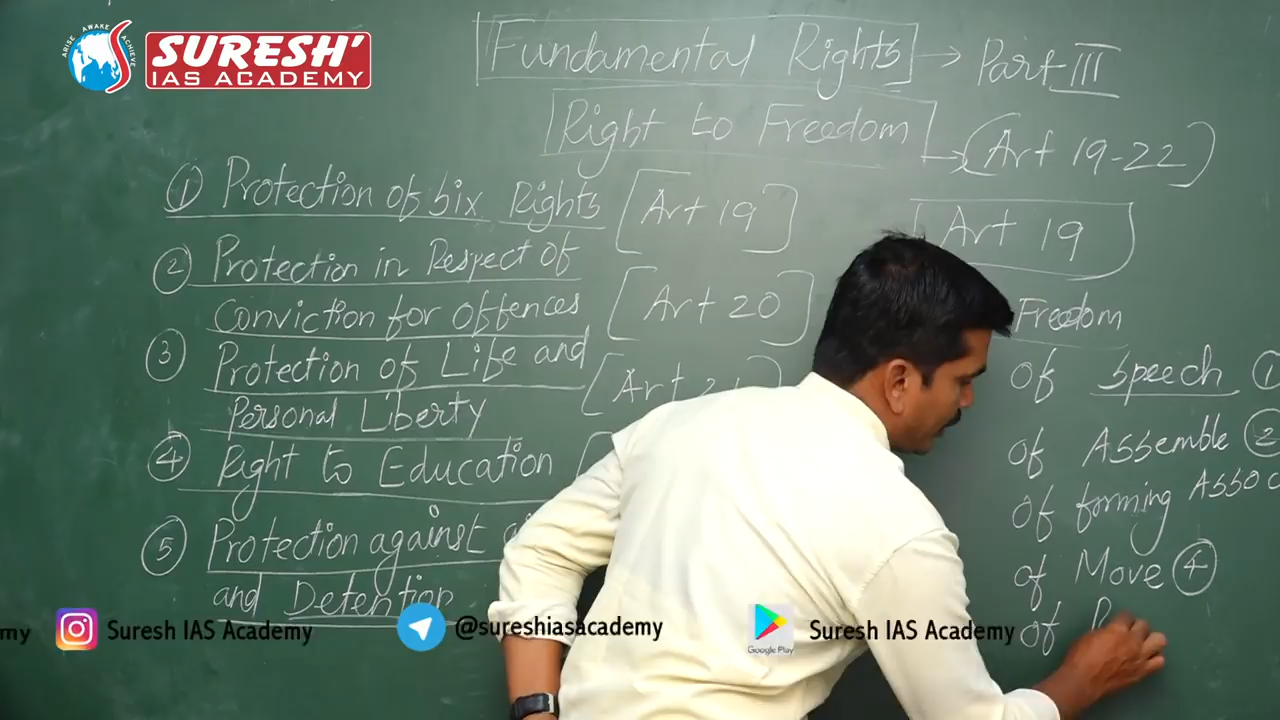 ARISE AWAKE ACHIEVE
SURESH'
IAS ACADEMY
Fundamental Rights → Part III
Right to Freedom → (Art 19-22)
① Protection of six Rights [Art 19]
② Protection in Respect of
Conviction for offences [Art 20]
③ Protection of Life and
Personal Liberty [Art
④ Right to Education [
⑤ Protection against
and Detention
Art 19
Freedom
of Speech ①
of Assemble ②
of forming Assoc
of Move ④
of
my
Suresh IAS Academy
@sureshiasacademy
Google Play
Suresh IAS Academy